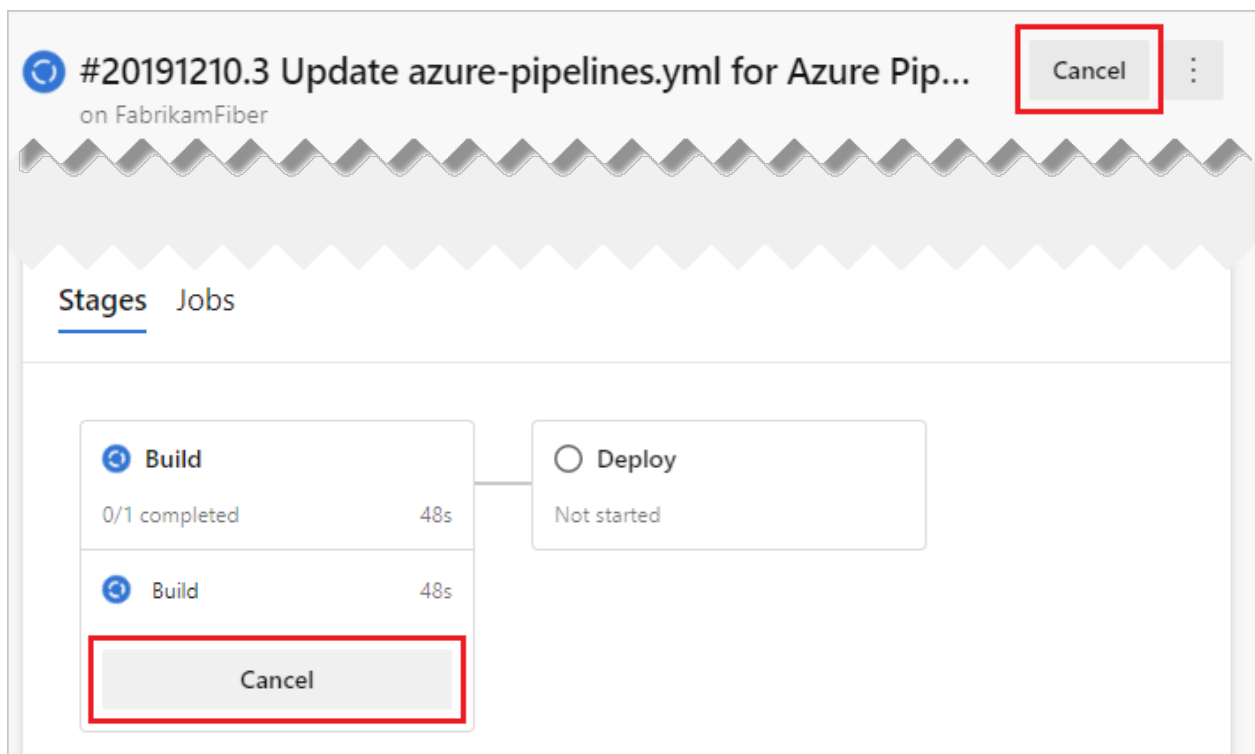 #20191210.3 Update azure-pipelines.yml for Azure Pip... Cancel
on FabrikamFiber
Stages Jobs
Build
0/1 completed 48s
Build 48s
Cancel
Deploy
Not started